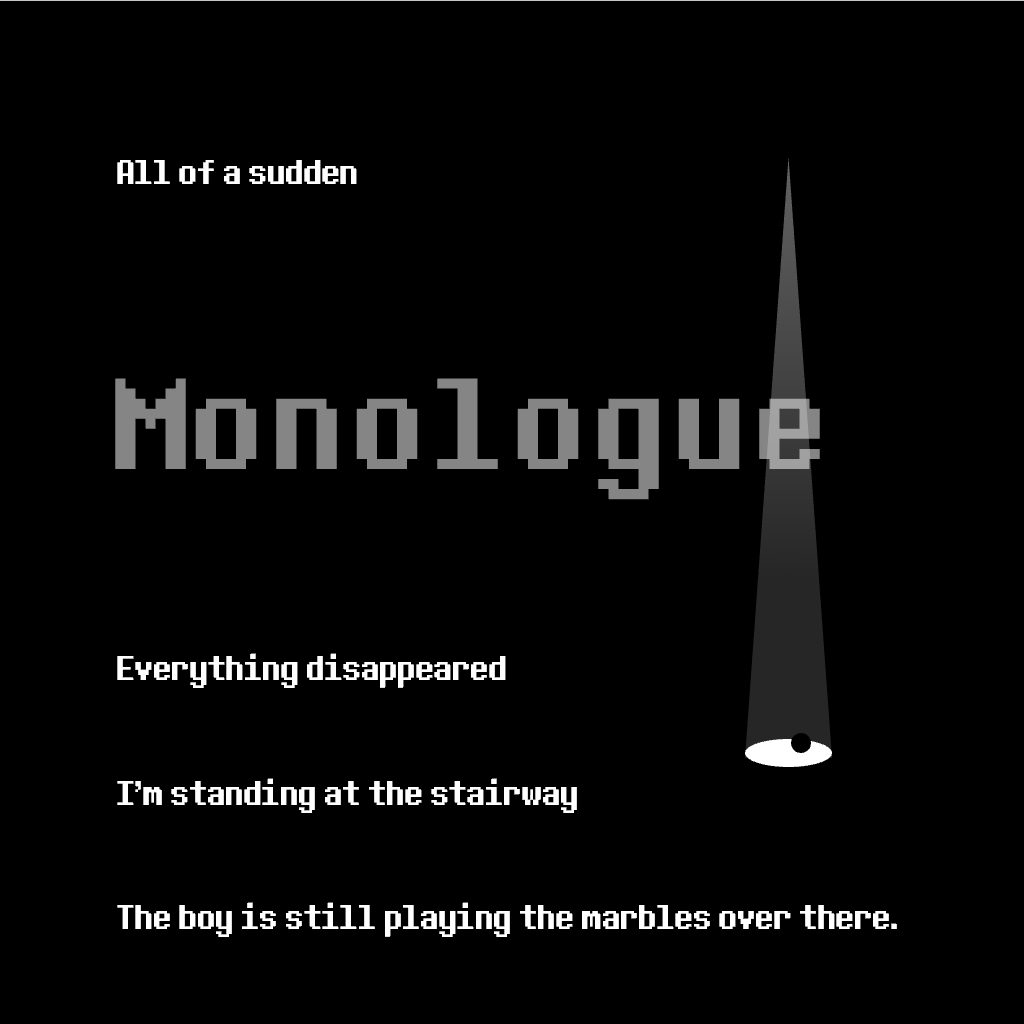 All of a sudden
Monologue
Everything disappeared
I’m standing at the stairway
The boy is still playing the marbles over there.